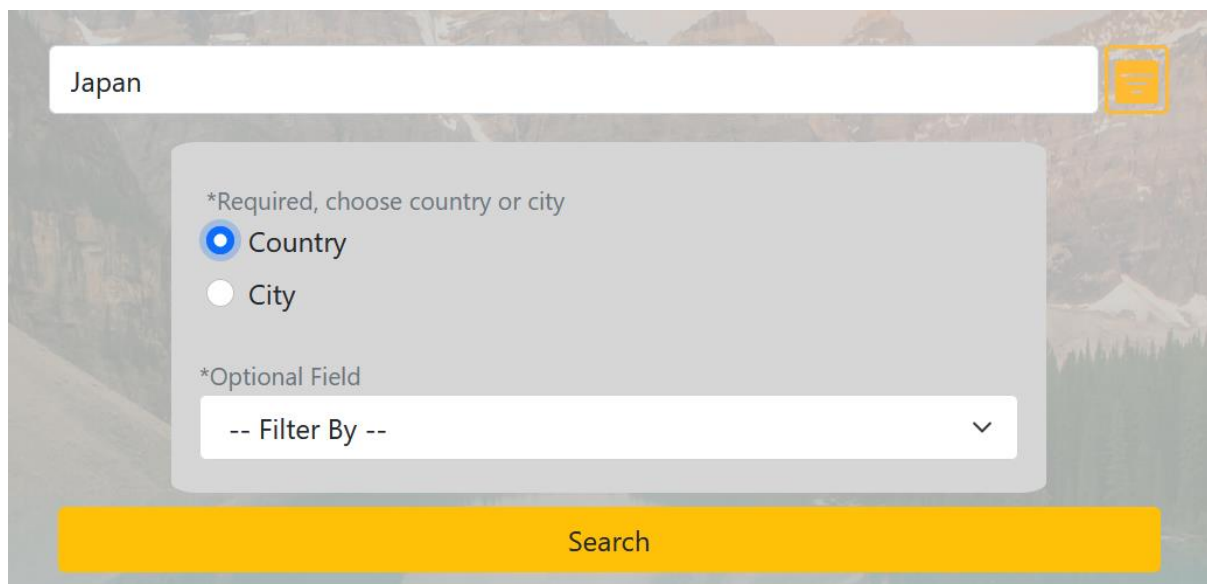 Japan
*Required, choose country or city
Country
City
*Optional Field
-- Filter By --
Search